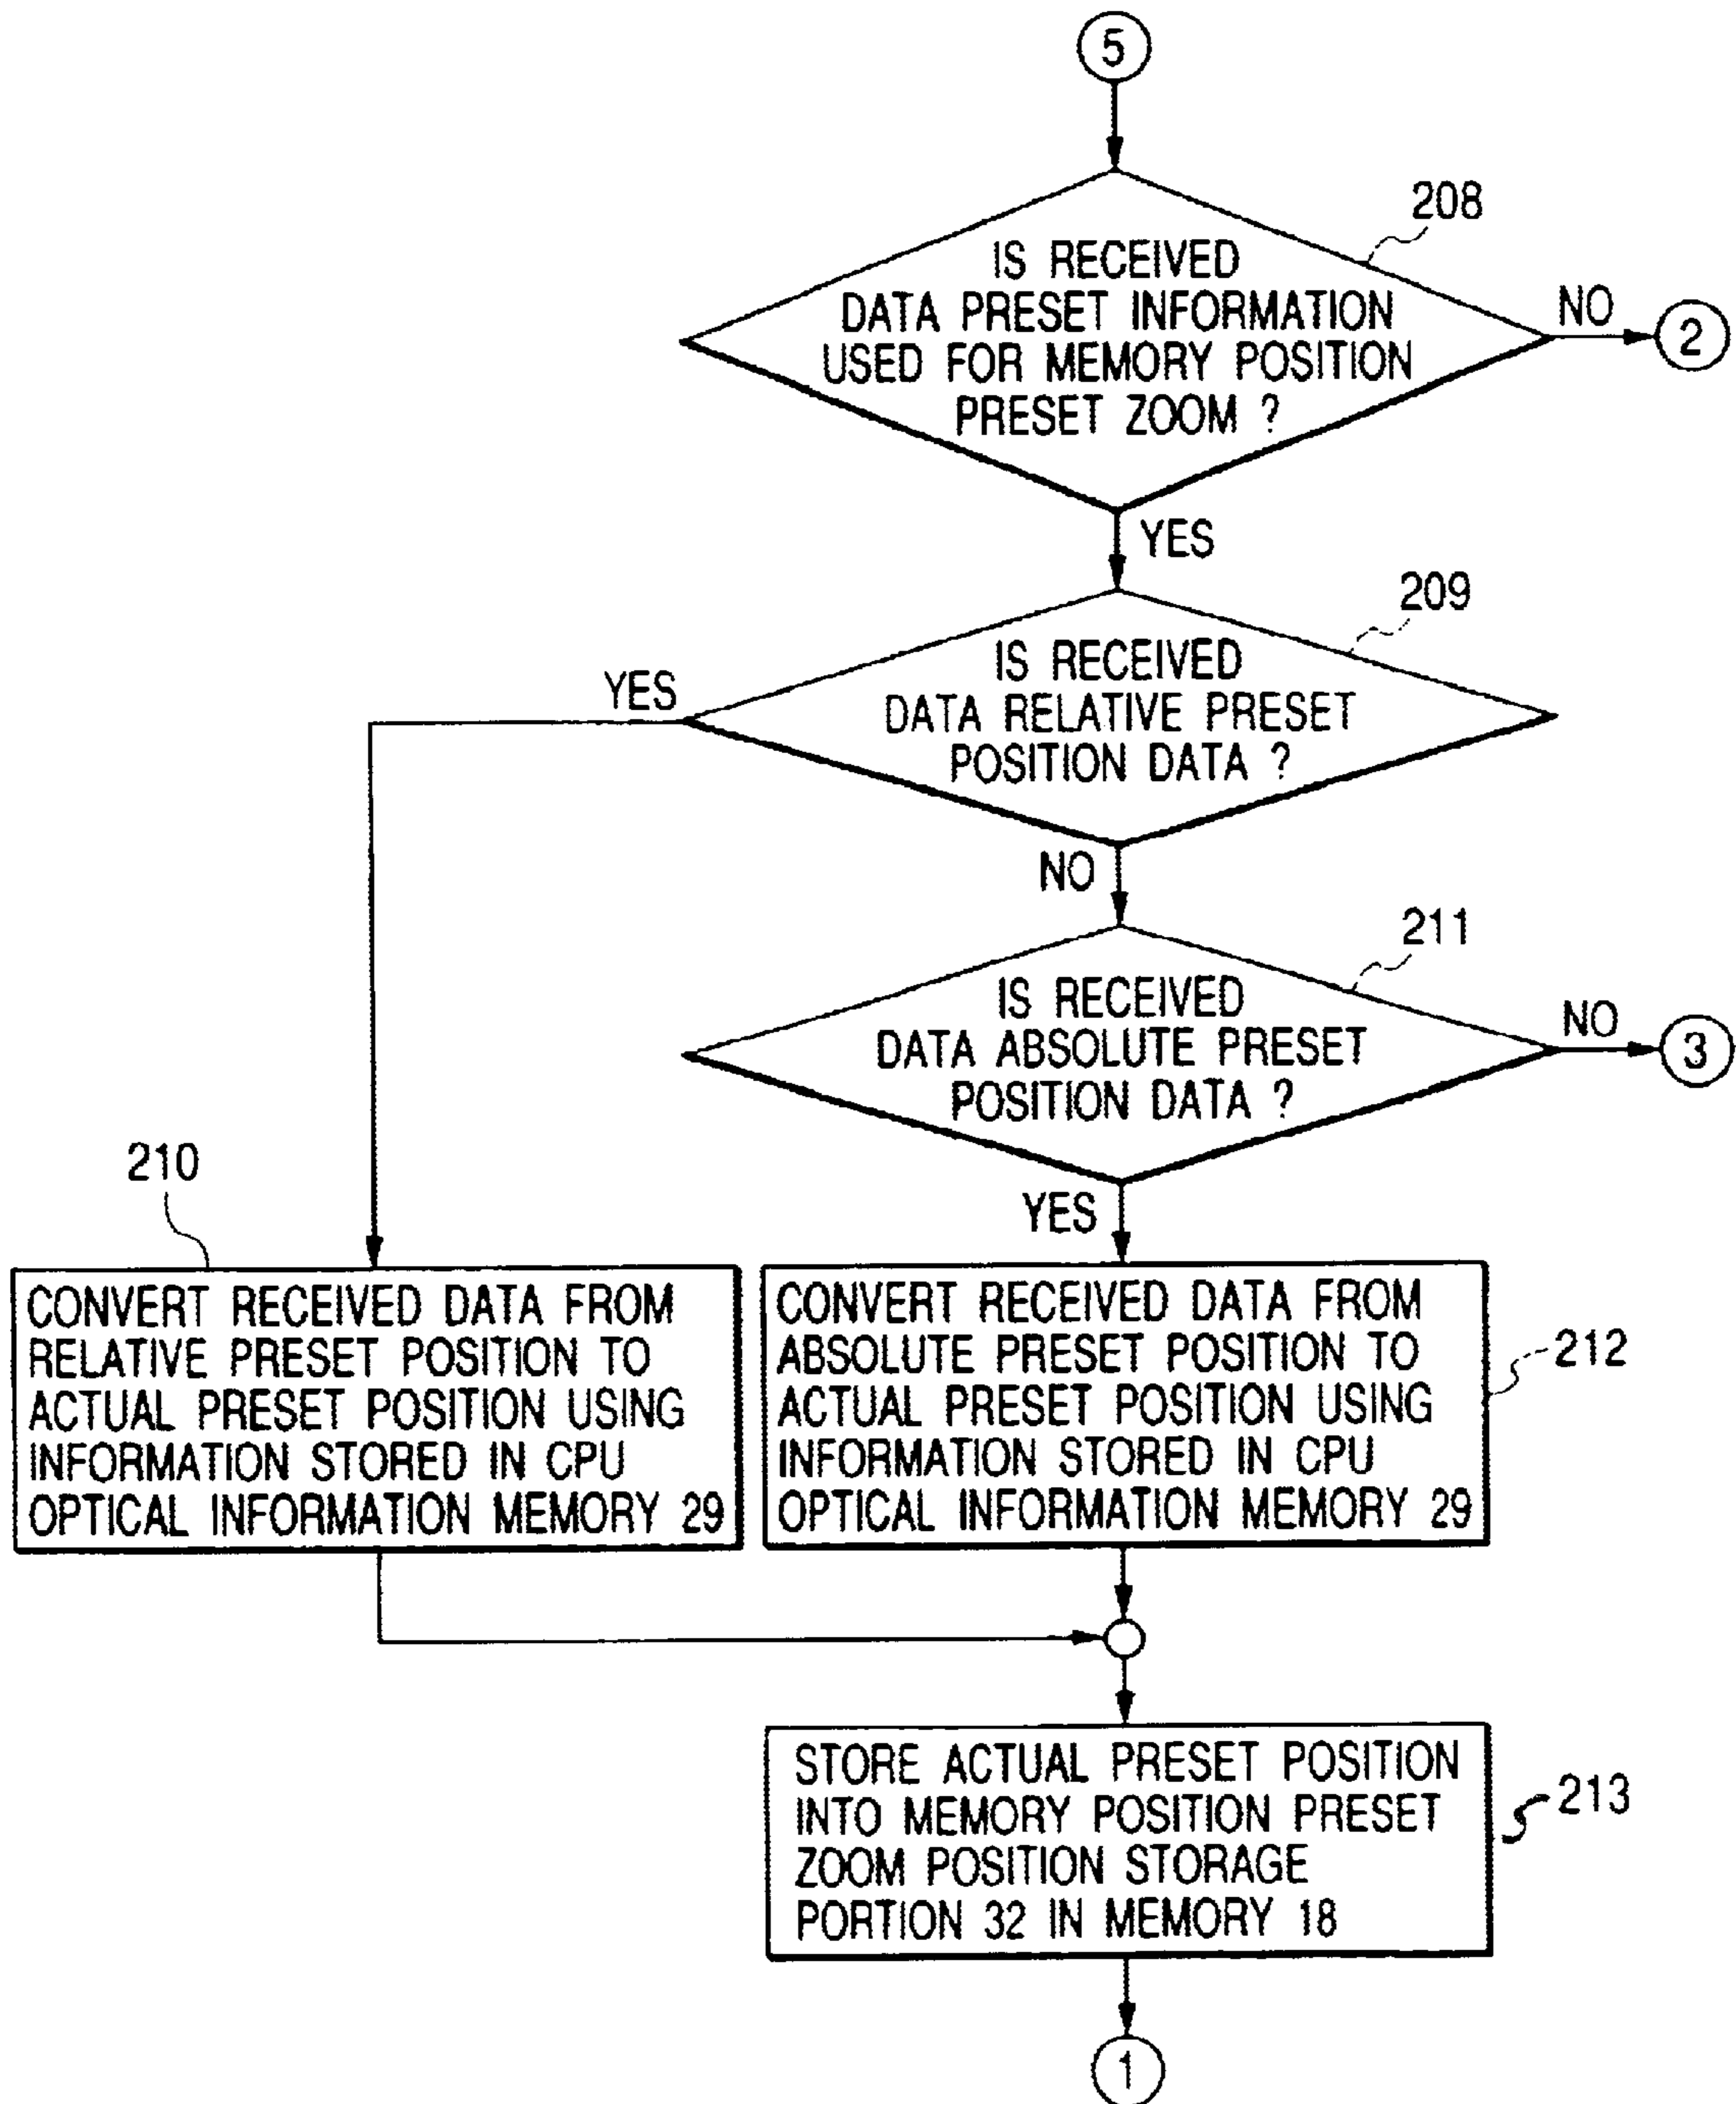 5
208
IS RECEIVED
DATA PRESET INFORMATION
USED FOR MEMORY POSITION
PRESET ZOOM ?
NO
2
YES
209
IS RECEIVED
DATA RELATIVE PRESET
POSITION DATA ?
YES
NO
211
IS RECEIVED
DATA ABSOLUTE PRESET
POSITION DATA ?
NO
3
YES
210
CONVERT RECEIVED DATA FROM
RELATIVE PRESET POSITION TO
ACTUAL PRESET POSITION USING
INFORMATION STORED IN CPU
OPTICAL INFORMATION MEMORY 29
CONVERT RECEIVED DATA FROM
ABSOLUTE PRESET POSITION TO
ACTUAL PRESET POSITION USING
INFORMATION STORED IN CPU
OPTICAL INFORMATION MEMORY 29
212
STORE ACTUAL PRESET POSITION
INTO MEMORY POSITION PRESET
ZOOM POSITION STORAGE
PORTION 32 IN MEMORY 18
213
1